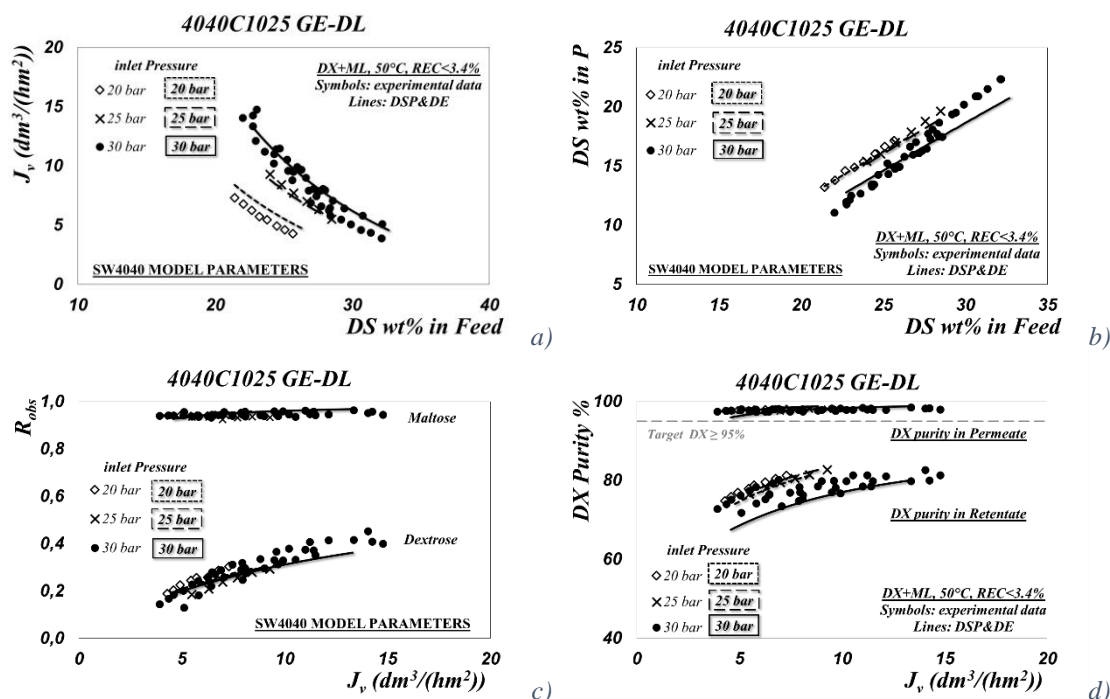 4040C1025 GE-DL
J_v (dm³/(hm²))
20
15
10
5
0
inlet Pressure
20 bar 20 bar
25 bar 25 bar
30 bar 30 bar
DX+ML, 50°C, REC<3.4%
Symbols: experimental data
Lines: DSP&DE
SW4040 MODEL PARAMETERS
10 20 30 40
DS wt% in Feed
a)
4040C1025 GE-DL
DS wt% in P
25
20
15
10
5
inlet Pressure
20 bar 20 bar
25 bar 25 bar
30 bar 30 bar
DX+ML, 50°C, REC<3.4%
Symbols: experimental data
Lines: DSP&DE
SW4040 MODEL PARAMETERS
10 15 20 25 30 35
DS wt% in Feed
b)
4040C1025 GE-DL
R_obs
1,0
0,8
0,6
0,4
0,2
0,0
Maltose
inlet Pressure
20 bar 20 bar
25 bar 25 bar
30 bar 30 bar
Dextrose
SW4040 MODEL PARAMETERS
0 5 10 15 20
J_v (dm³/(hm²))
c)
4040C1025 GE-DL
DX Purity %
100
80
60
40
Target DX ≥ 95%
DX purity in Permeate
DX purity in Retentate
inlet Pressure
20 bar 20 bar
25 bar 25 bar
30 bar 30 bar
DX+ML, 50°C, REC<3.4%
Symbols: experimental data
Lines: DSP&DE
0 5 10 15 20
J_v (dm³/(hm²))
d)